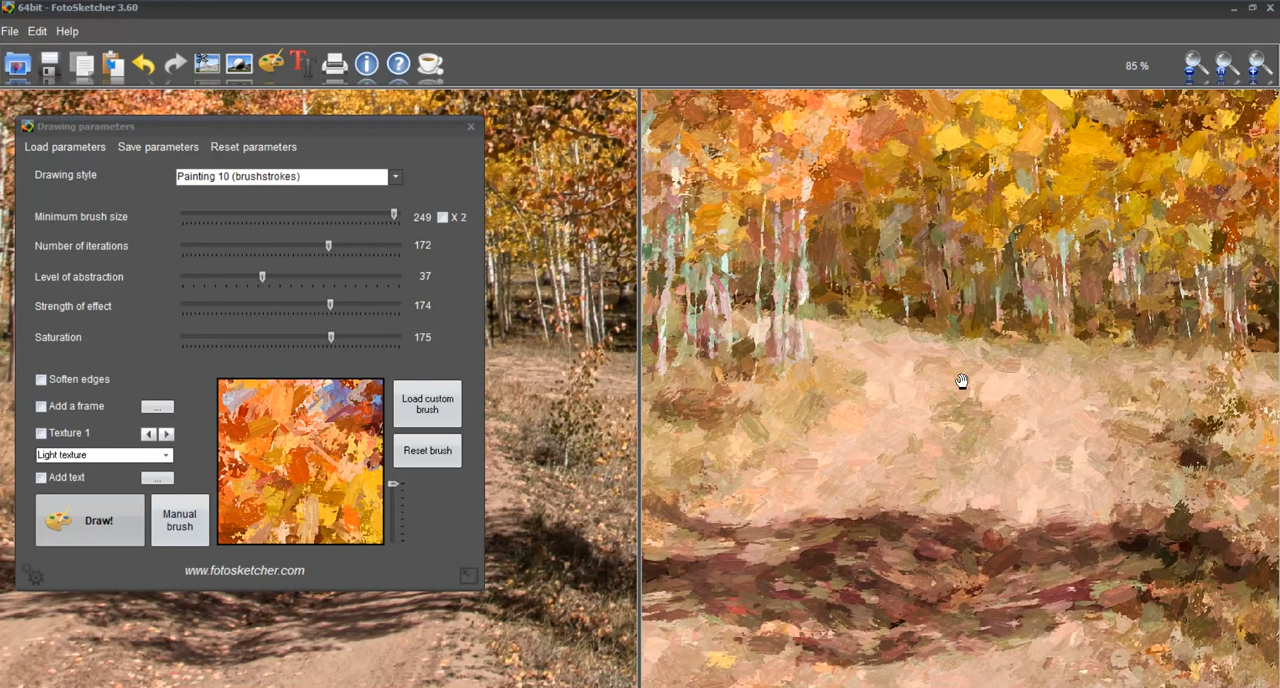 64bit - FotoSketcher 3.60
File Edit Help
85 %
Drawing parameters
Load parameters Save parameters Reset parameters
Drawing style Painting 10 (brushstrokes)
Minimum brush size 249 X 2
Number of iterations 172
Level of abstraction 37
Strength of effect 174
Saturation 175
Soften edges
Add a frame ...
Texture 1
Light texture
Add text ...
Load custom
brush
Reset brush
Draw!
Manual
brush
www.fotosketcher.com